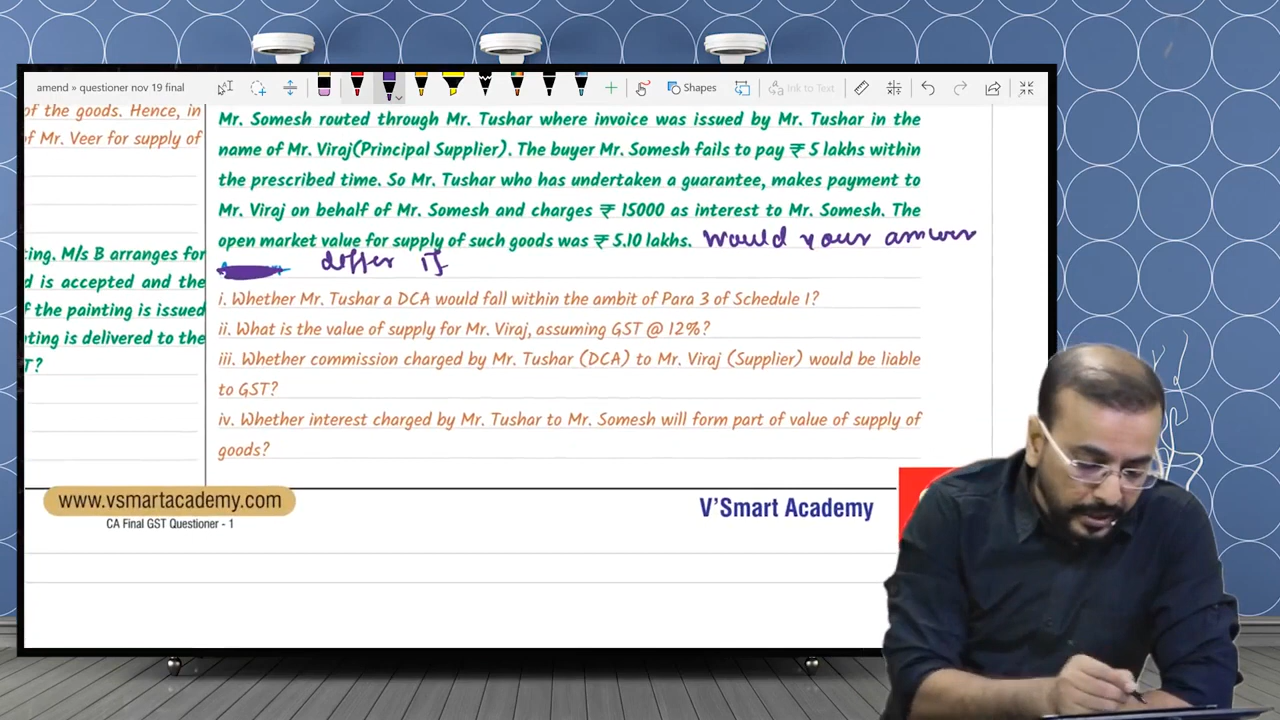 amend » questioner nov 19 final
Shapes
Ink to Text
of the goods. Hence, in
of Mr. Veer for supply of
ting. M/s B arranges for
d is accepted and the
f the painting is issued
nting is delivered to the
T?
Mr. Somesh routed through Mr. Tushar where invoice was issued by Mr. Tushar in the
name of Mr. Viraj(Principal Supplier). The buyer Mr. Somesh fails to pay ₹ 5 lakhs within
the prescribed time. So Mr. Tushar who has undertaken a guarantee, makes payment to
Mr. Viraj on behalf of Mr. Somesh and charges ₹ 15000 as interest to Mr. Somesh. The
open market value for supply of such goods was ₹ 5.10 lakhs. Would your answer
differ if
i. Whether Mr. Tushar a DCA would fall within the ambit of Para 3 of Schedule I?
ii. What is the value of supply for Mr. Viraj, assuming GST @ 12%?
iii. Whether commission charged by Mr. Tushar (DCA) to Mr. Viraj (Supplier) would be liable
to GST?
iv. Whether interest charged by Mr. Tushar to Mr. Somesh will form part of value of supply of
goods?
www.vsmartacademy.com
CA Final GST Questioner - 1
V'Smart Academy